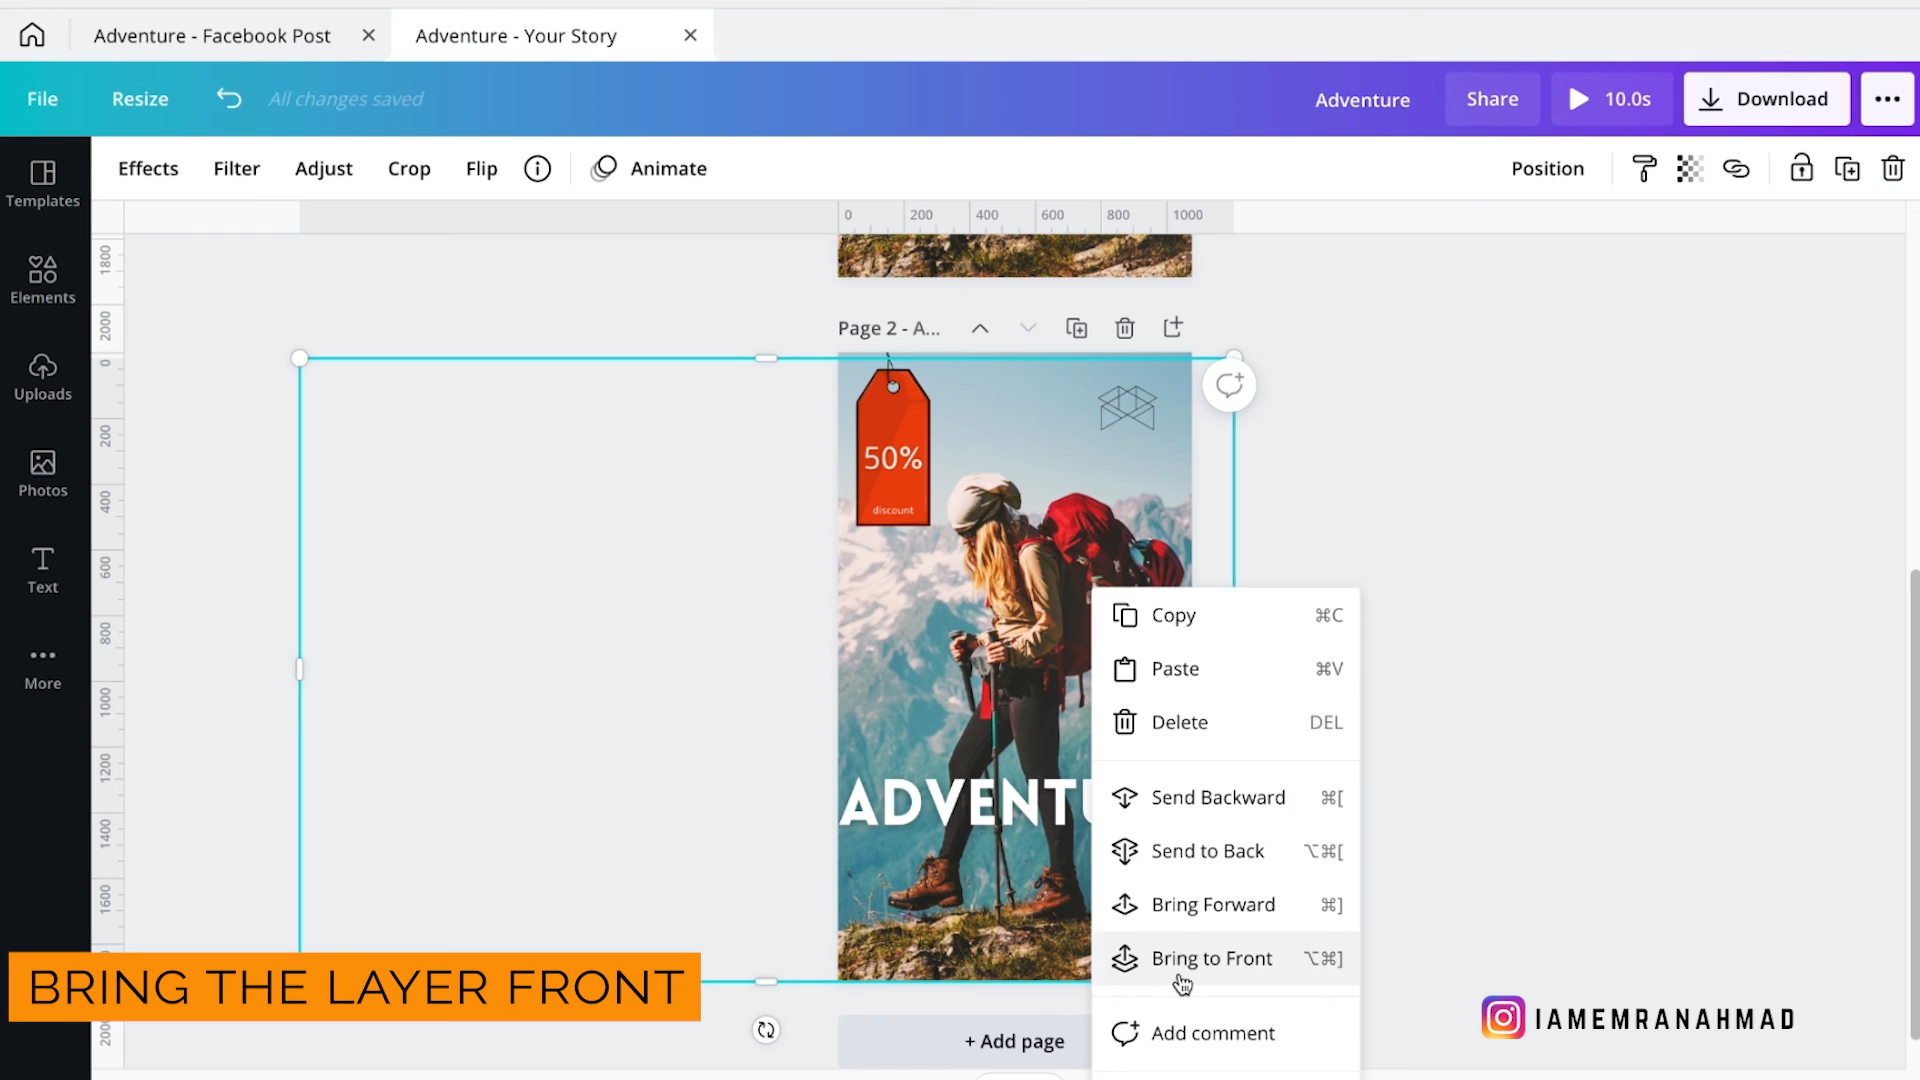 Adventure - Facebook Post
Adventure - Your Story
File
Resize
All changes saved
Adventure
Share
10.0s
Download
Effects
Filter
Adjust
Crop
Flip
Animate
Position
Templates
Elements
Uploads
Photos
Text
More
0 200 400 600 800 1000
1800
2000
0
200
400
600
800
1000
1200
1400
1600
Page 2 - A...
50%
discount
ADVENTU
Copy ⌘C
Paste ⌘V
Delete DEL
Send Backward ⌘[
Send to Back ⌥⌘[
Bring Forward ⌘]
Bring to Front ⌥⌘]
Add comment
+ Add page
BRING THE LAYER FRONT
IAMEMRANAHMAD